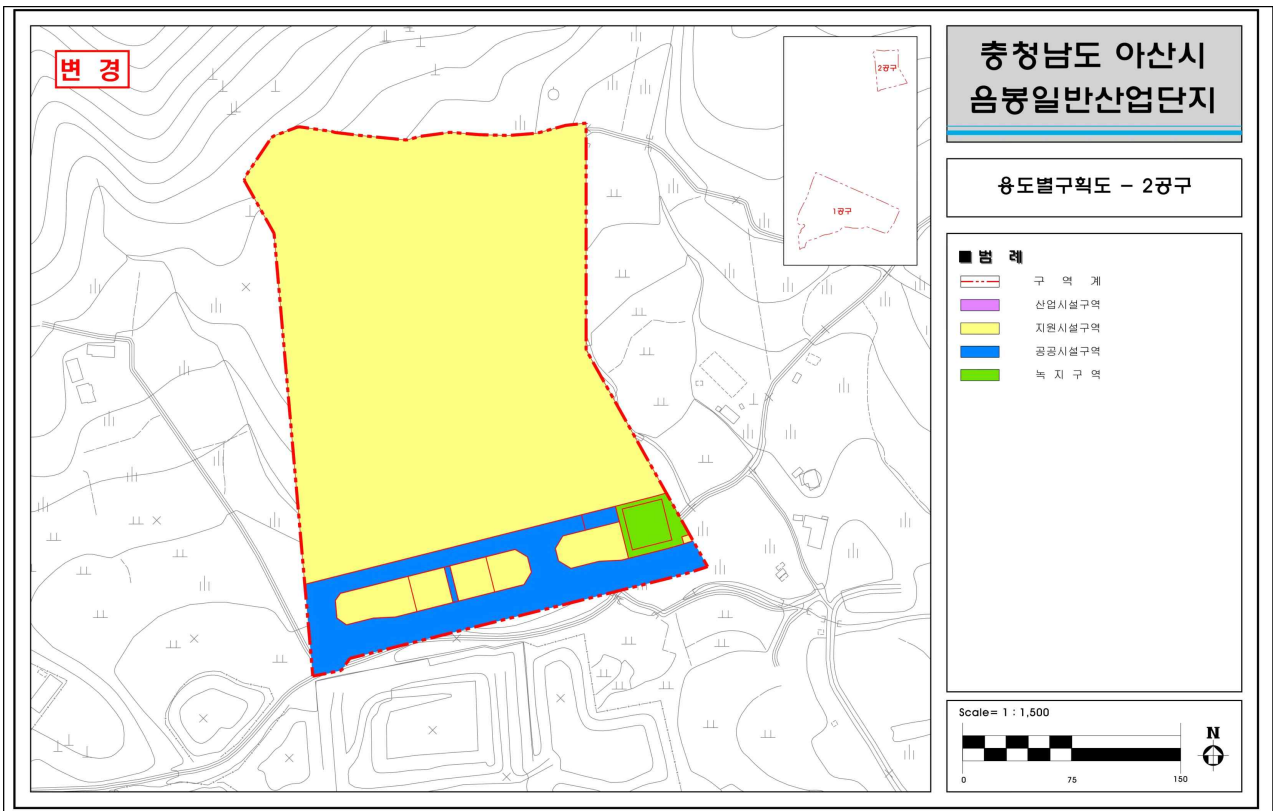 변 경
2공구
1공구
충청남도 아산시
음봉일반산업단지
용도별구획도 - 2공구
■ 범 례
구 역 계
산업시설구역
지원시설구역
공공시설구역
녹 지 구 역
Scale= 1 : 1,500
N
0 75 150